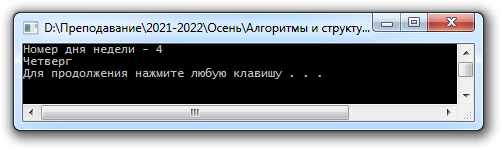 D:\Преподавание\2021-2022\Осень\Алгоритмы и структу...
Номер дня недели - 4
Четверг
Для продолжения нажмите любую клавишу . . .